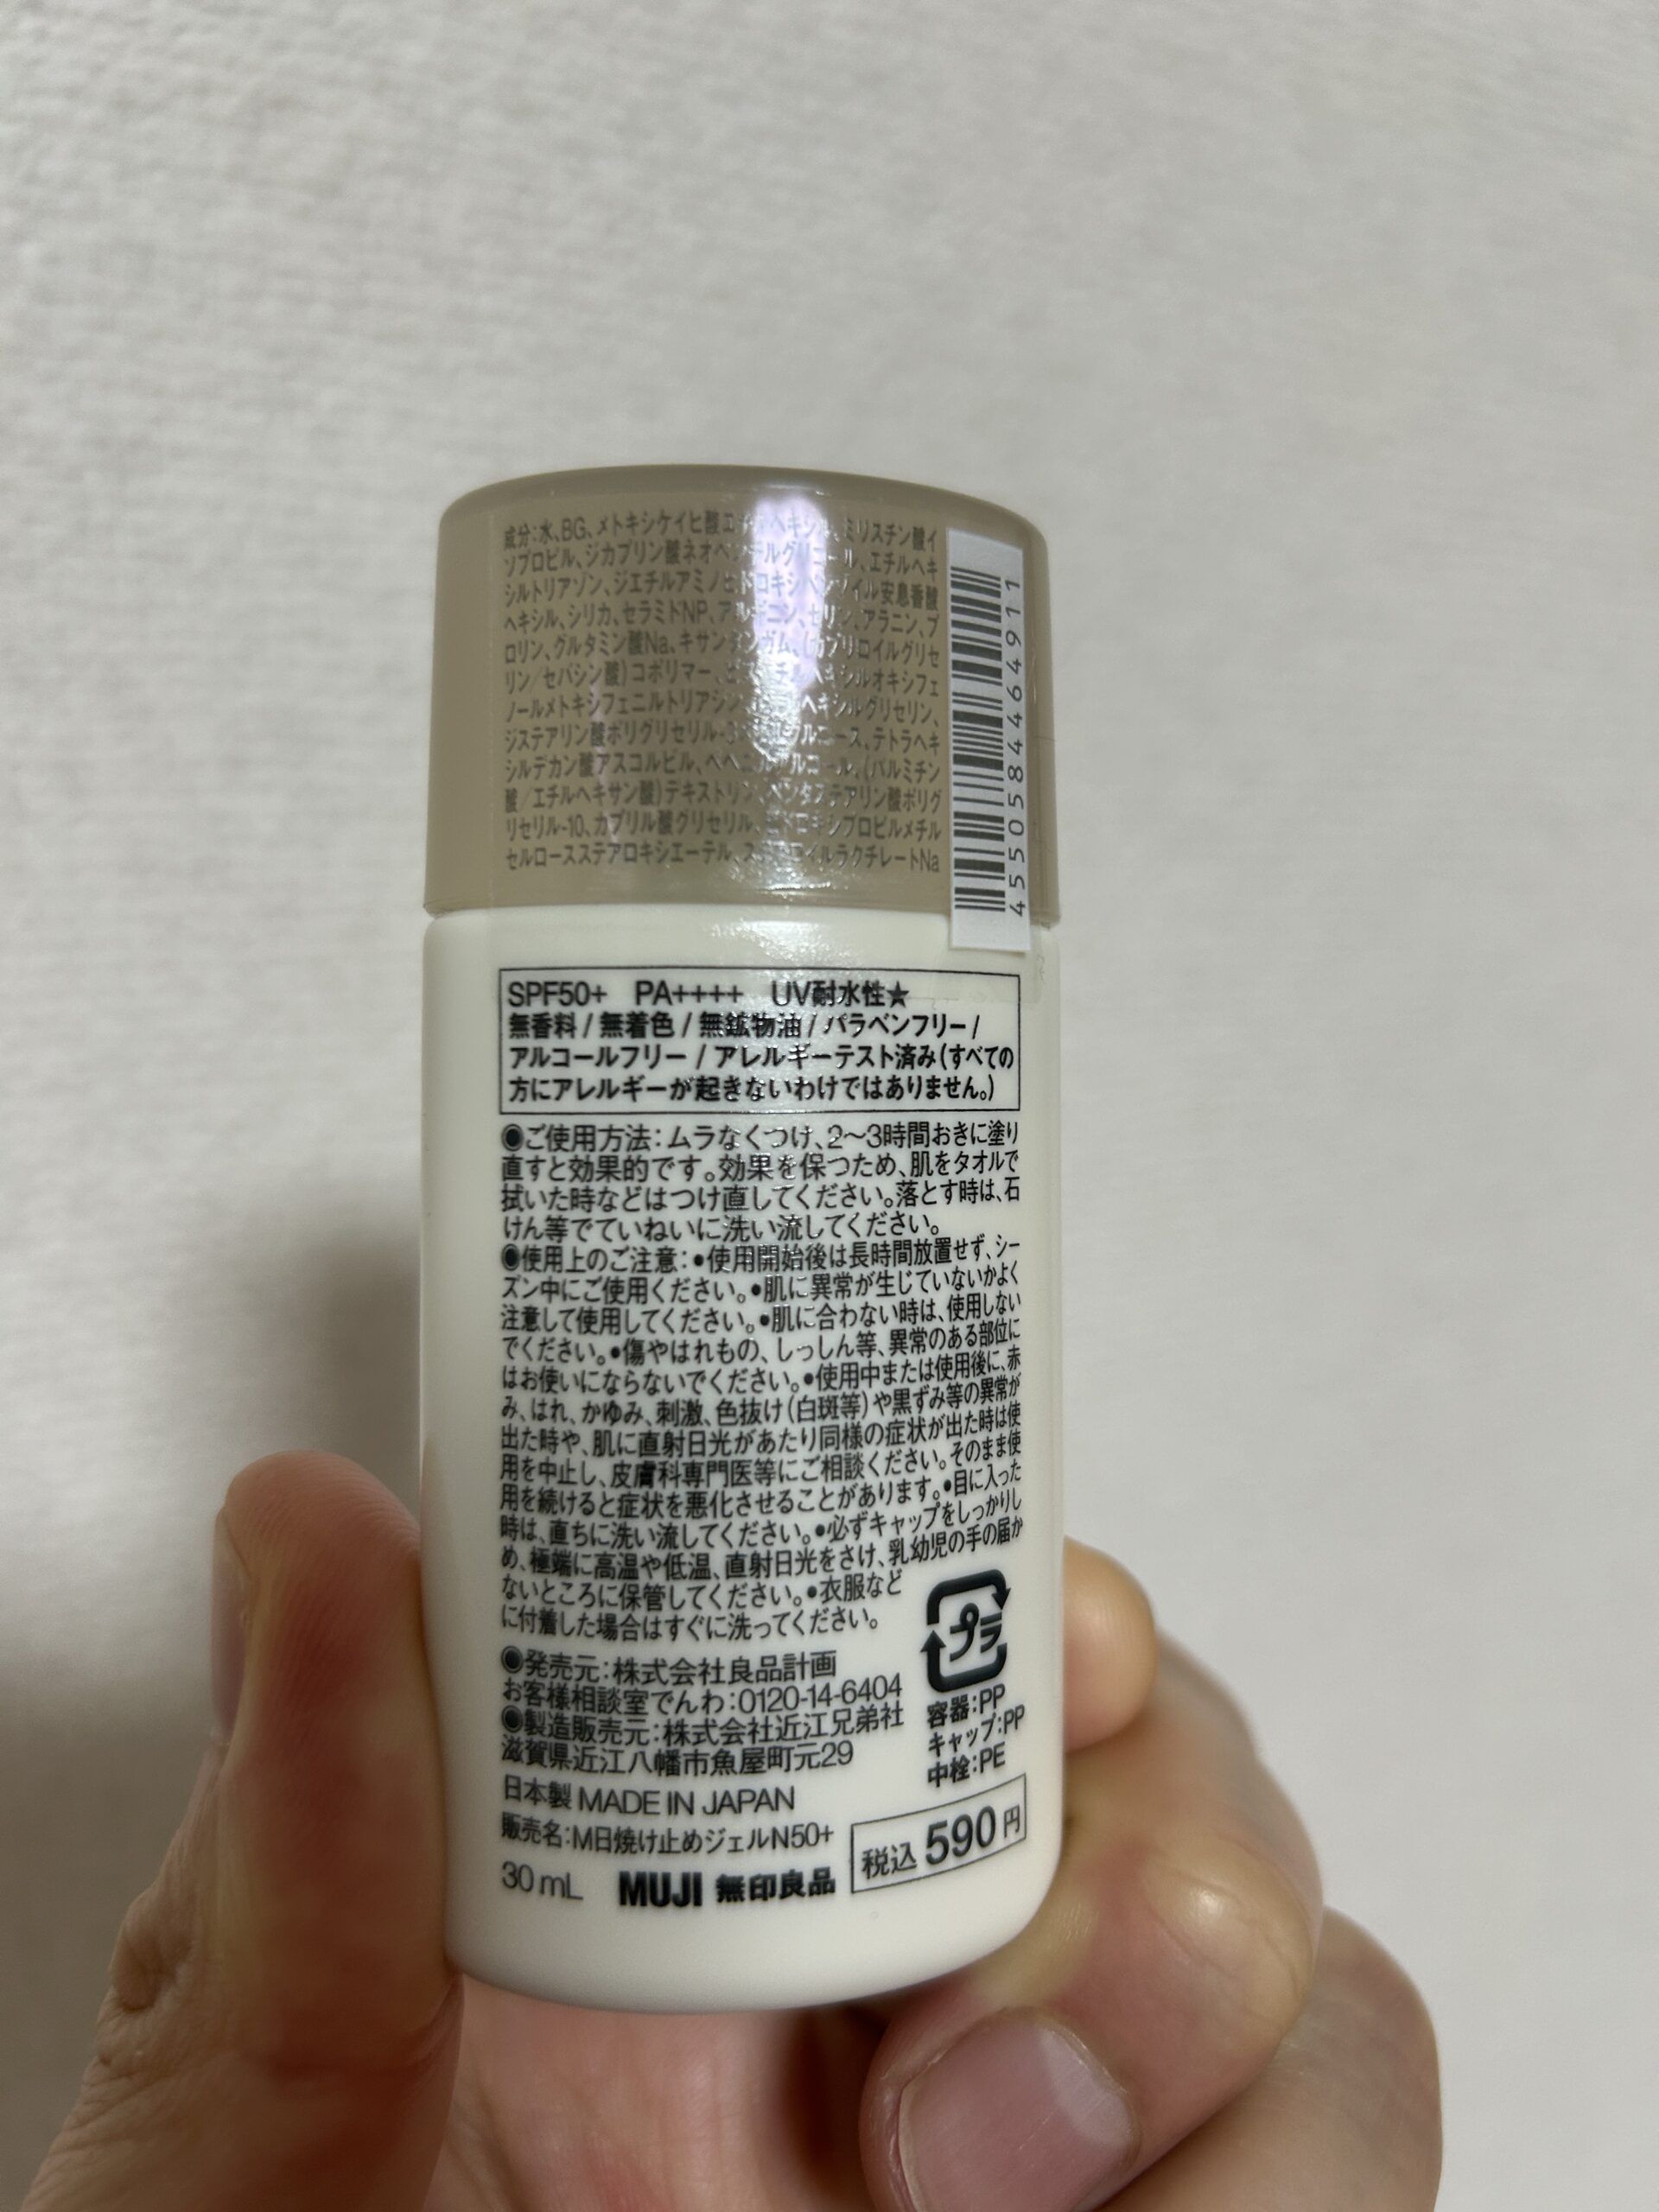 成分:水、BG、メトキシケイヒ酸エチルヘキシル、ミリスチン酸イ
ソプロピル、ジカプリン酸ネオペンチルグリコール、エチルヘキ
シルトリアゾン、ジエチルアミノヒドロキシベンゾイル安息香酸
ヘキシル、シリカ、セラミドNP、アルギニン、セリン、アラニン、プ
ロリン、グルタミン酸Na、キサンタンガム、(カプリロイルグリセ
リン/セバシン酸)コポリマー、ビスエチルヘキシルオキシフェ
ノールメトキシフェニルトリアジン、エチルヘキシルグリセリン、
ジステアリン酸ポリグリセリル-3 ース、テトラヘキ
シルデカン酸アスコルビル、ベヘニルアルコール、(パルミチン
酸/エチルヘキサン酸)デキストリン、ペンタステアリン酸ポリグ
リセリル-10、カプリル酸グリセリル、ヒドロキシプロピルメチル
セルロースステアロキシエーテル、ステアロイルラクチレートNa
4550584464911
SPF50+ PA++++ UV耐水性★
無香料/無着色/無鉱物油/パラベンフリー/
アルコールフリー/アレルギーテスト済み(すべての
方にアレルギーが起きないわけではありません。)
◉ご使用方法:ムラなくつけ、2〜3時間おきに塗り
直すと効果的です。効果を保つため、肌をタオルで
拭いた時などはつけ直してください。落とす時は、石
けん等でていねいに洗い流してください。
◉使用上のご注意:●使用開始後は長時間放置せず、シー
ズン中にご使用ください。●肌に異常が生じていないかよく
注意して使用してください。●肌に合わない時は、使用しない
でください。●傷やはれもの、しっしん等、異常のある部位に
はお使いにならないでください。●使用中または使用後に、赤
み、はれ、かゆみ、刺激、色抜け(白斑等)や黒ずみ等の異常が
出た時や、肌に直射日光があたり同様の症状が出た時は使
用を中止し、皮膚科専門医等にご相談ください。そのまま使
用を続けると症状を悪化させることがあります。●目に入った
時は、直ちに洗い流してください。●必ずキャップをしっかりし
め、極端に高温や低温、直射日光をさけ、乳幼児の手の届か
ないところに保管してください。●衣服など
に付着した場合はすぐに洗ってください。
プラ
容器:PP
キャップ:PP
中栓:PE
◉発売元:株式会社良品計画
お客様相談室でんわ:0120-14-6404
◉製造販売元:株式会社近江兄弟社
滋賀県近江八幡市魚屋町元29
日本製 MADE IN JAPAN
販売名:M日焼け止めジェルN50+
30mL MUJI 無印良品
税込590円